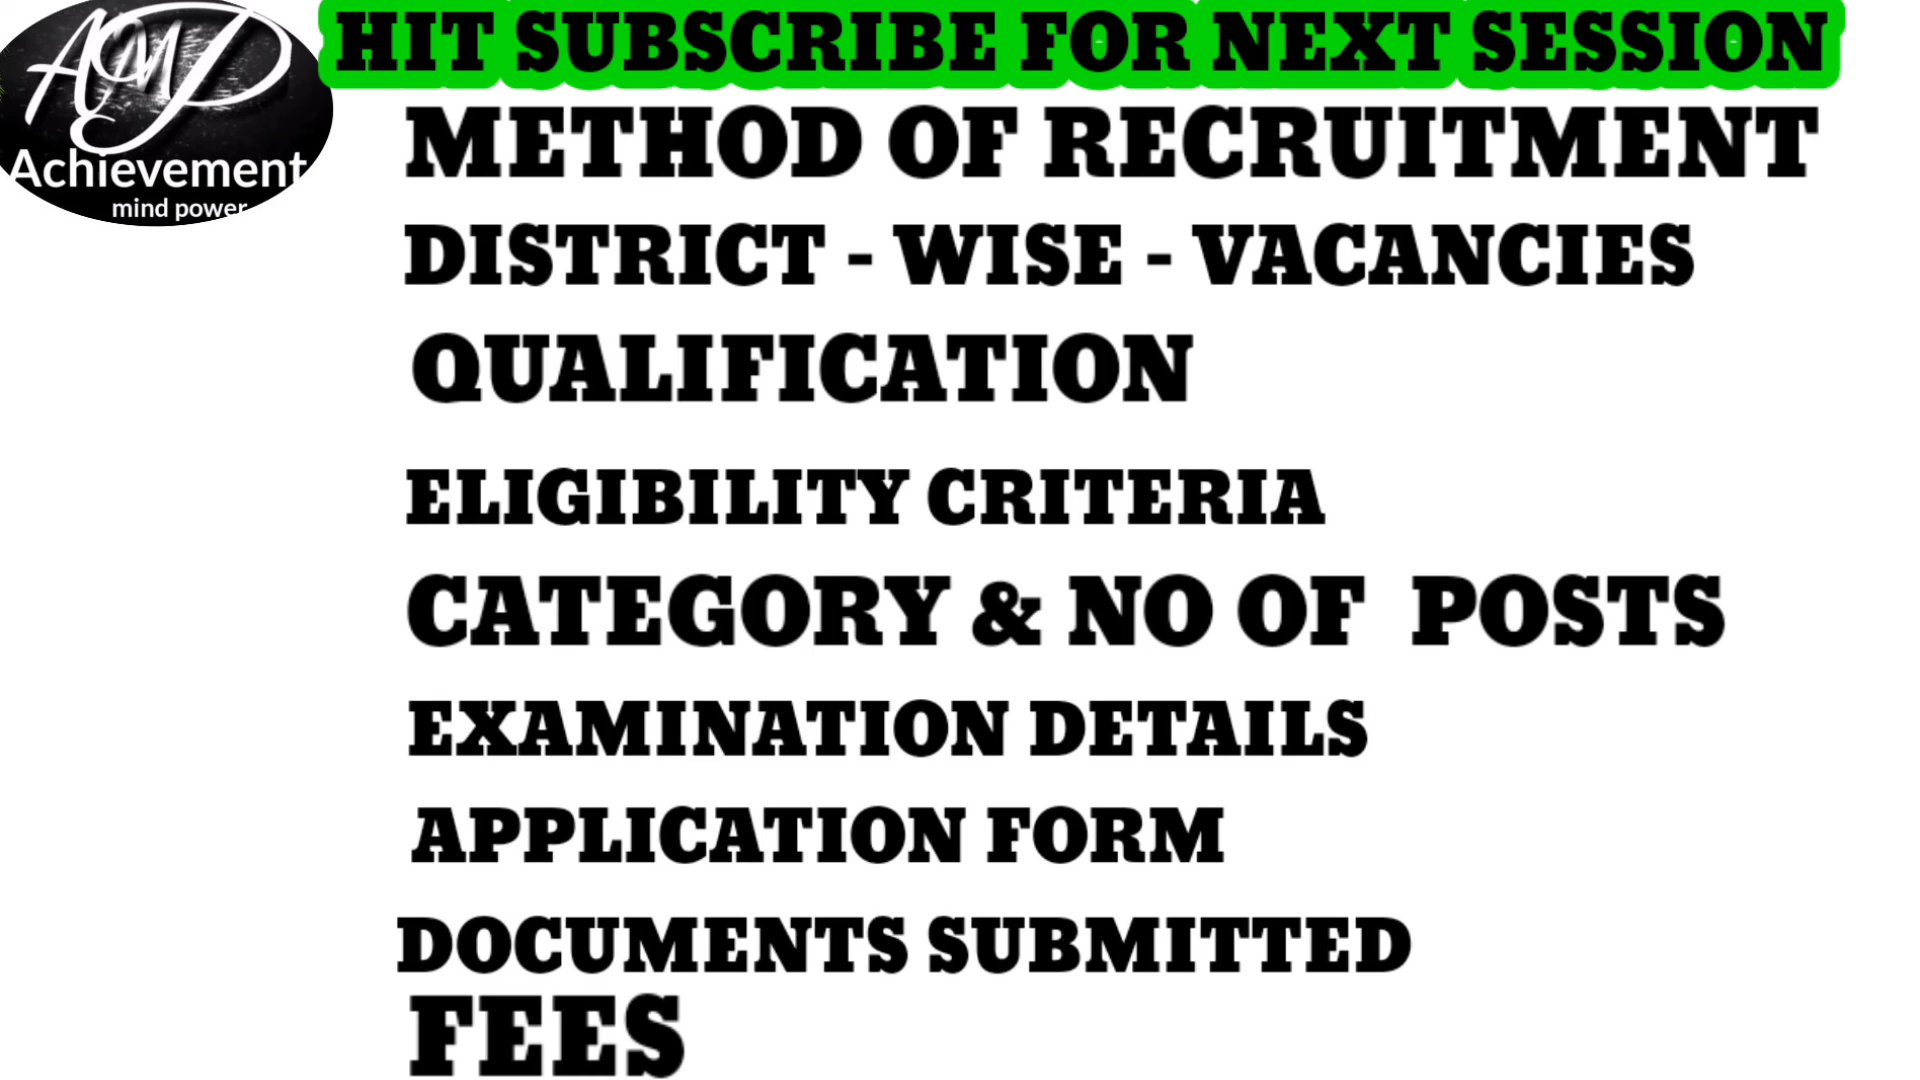 AMP
Achievement
mind power
HIT SUBSCRIBE FOR NEXT SESSION
METHOD OF RECRUITMENT
DISTRICT - WISE - VACANCIES
QUALIFICATION
ELIGIBILITY CRITERIA
CATEGORY & NO OF POSTS
EXAMINATION DETAILS
APPLICATION FORM
DOCUMENTS SUBMITTED
FEES